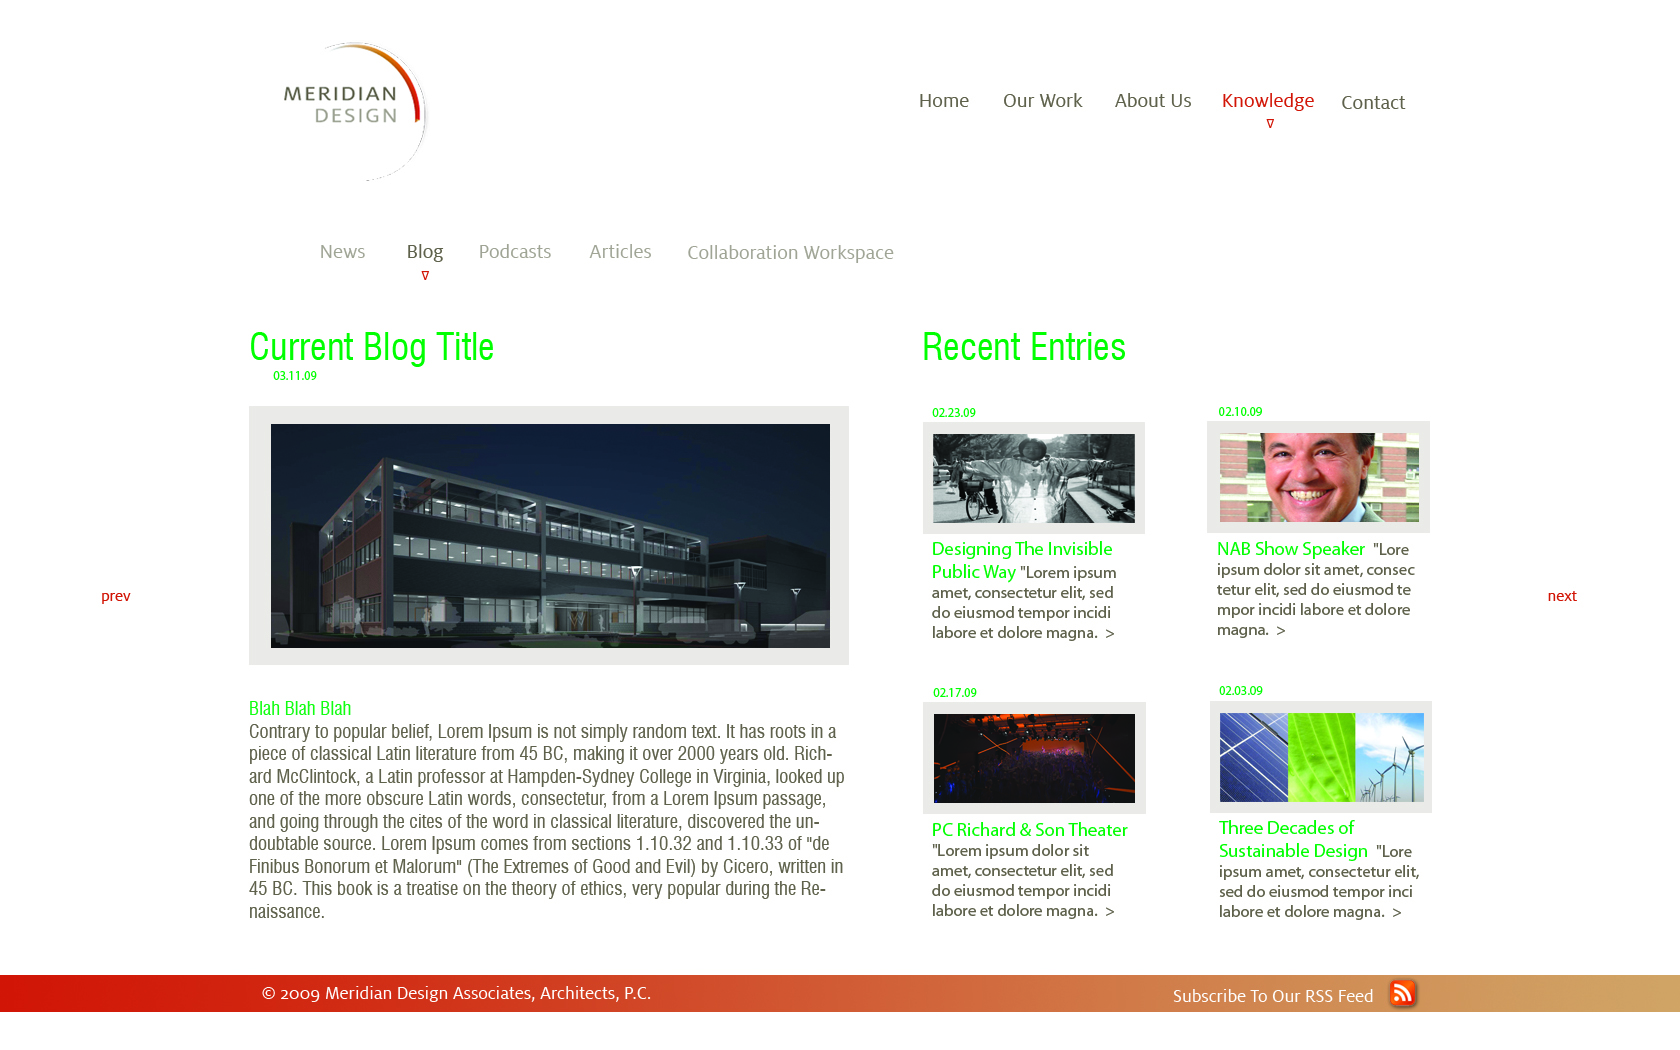 MERIDIAN
DESIGN
Home Our Work About Us Knowledge Contact
News Blog Podcasts Articles Collaboration Workspace
Current Blog Title
03.11.09
Blah Blah Blah
Contrary to popular belief, Lorem Ipsum is not simply random text. It has roots in a
piece of classical Latin literature from 45 BC, making it over 2000 years old. Rich-
ard McClintock, a Latin professor at Hampden-Sydney College in Virginia, looked up
one of the more obscure Latin words, consectetur, from a Lorem Ipsum passage,
and going through the cites of the word in classical literature, discovered the un-
doubtable source. Lorem Ipsum comes from sections 1.10.32 and 1.10.33 of "de
Finibus Bonorum et Malorum" (The Extremes of Good and Evil) by Cicero, written in
45 BC. This book is a treatise on the theory of ethics, very popular during the Re-
naissance.
Recent Entries
02.23.09
Designing The Invisible
Public Way "Lorem ipsum
amet, consectetur elit, sed
do eiusmod tempor incidi
labore et dolore magna. >
02.10.09
NAB Show Speaker "Lore
ipsum dolor sit amet, consec
tetur elit, sed do eiusmod te
mpor incidi labore et dolore
magna. >
02.17.09
PC Richard & Son Theater
"Lorem ipsum dolor sit
amet, consectetur elit, sed
do eiusmod tempor incidi
labore et dolore magna. >
02.03.09
Three Decades of
Sustainable Design "Lore
ipsum amet, consectetur elit,
sed do eiusmod tempor inci
labore et dolore magna. >
prev
next
© 2009 Meridian Design Associates, Architects, P.C.
Subscribe To Our RSS Feed